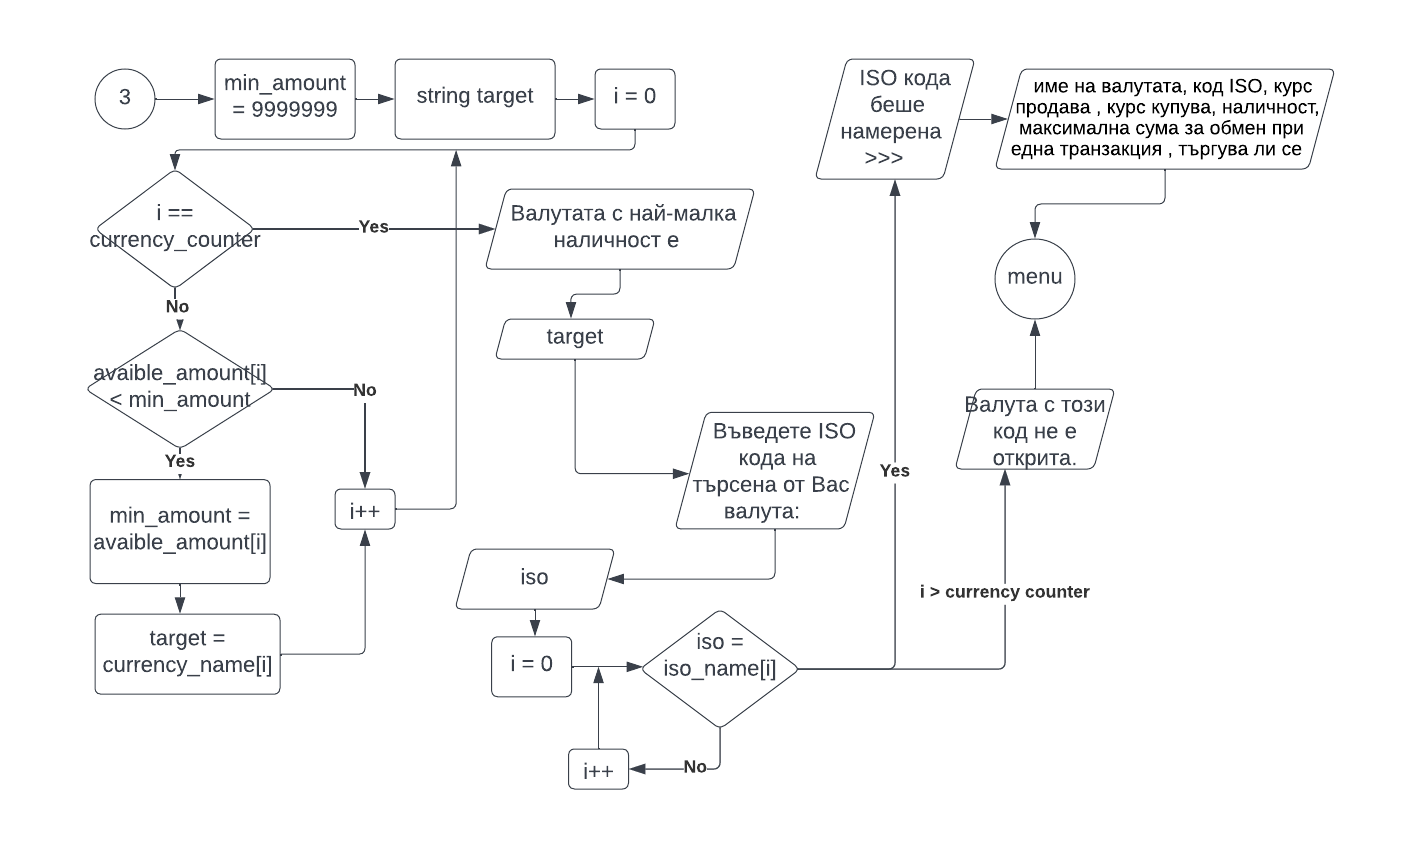 3
min_amount
= 9999999
string target
i = 0
i ==
currency_counter
Yes
No
avaible_amount[i]
< min_amount
No
Yes
min_amount =
avaible_amount[i]
target =
currency_name[i]
i++
Валутата с най-малка
наличност е
target
Въведете ISO
кода на
търсена от Вас
валута:
iso
i = 0
iso =
iso_name[i]
No
i++
Yes
ISO кода
беше
намерена
>>>
име на валутата, код ISO, курс
продава , курс купува, наличност,
максимална сума за обмен при
една транзакция , търгува ли се
menu
Валута с този
код не е
открита.
i > currency counter